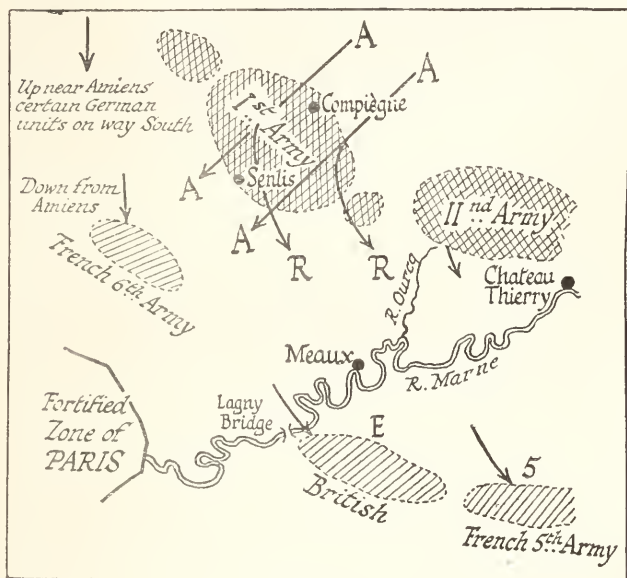 A
A
Up near Amiens
certain German
units on way South
Compiègne
Ist Army
A
Senlis
Down from
Amiens
A
R
R
IInd Army
French 6th Army
R. Ourcq
Chateau
Thierry
Meaux
R. Marne
Lagny
Bridge
Fortified
Zone of
PARIS
E
British
5
French 5th Army